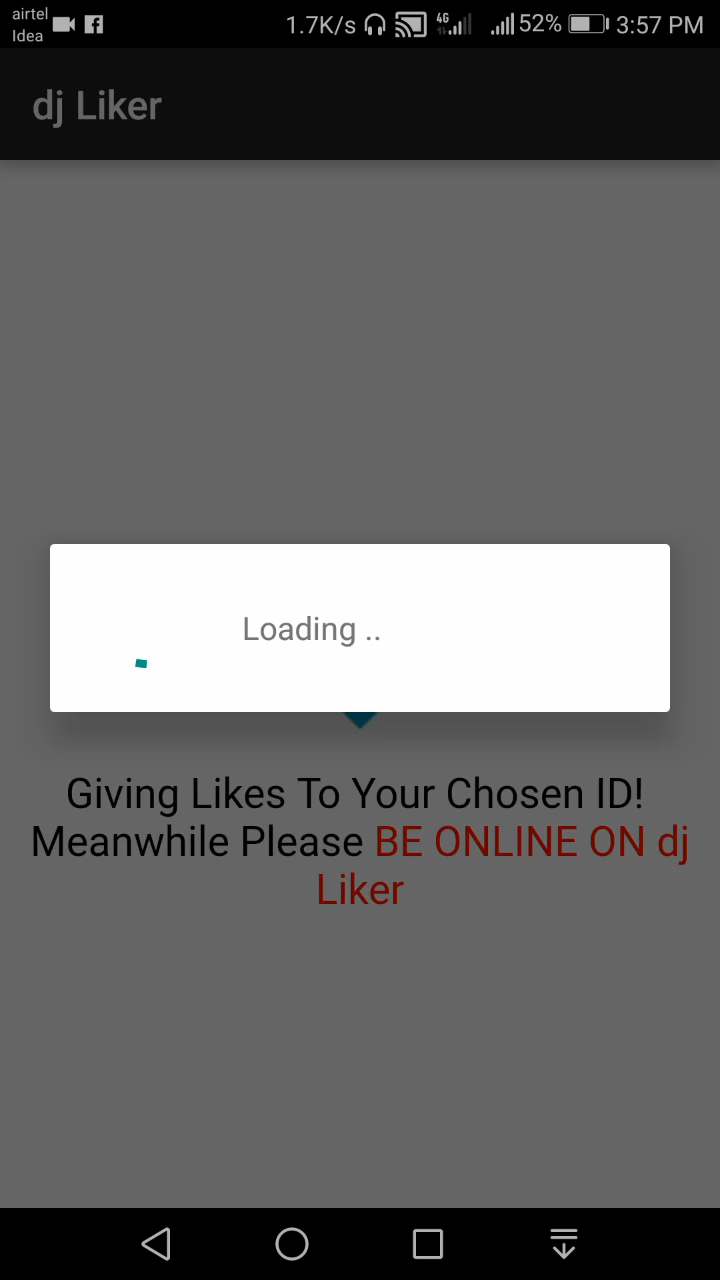 airtel
Idea
1.7K/s 4G 52% 3:57 PM
dj Liker
Loading ..
Giving Likes To Your Chosen ID!
Meanwhile Please BE ONLINE ON dj
Liker